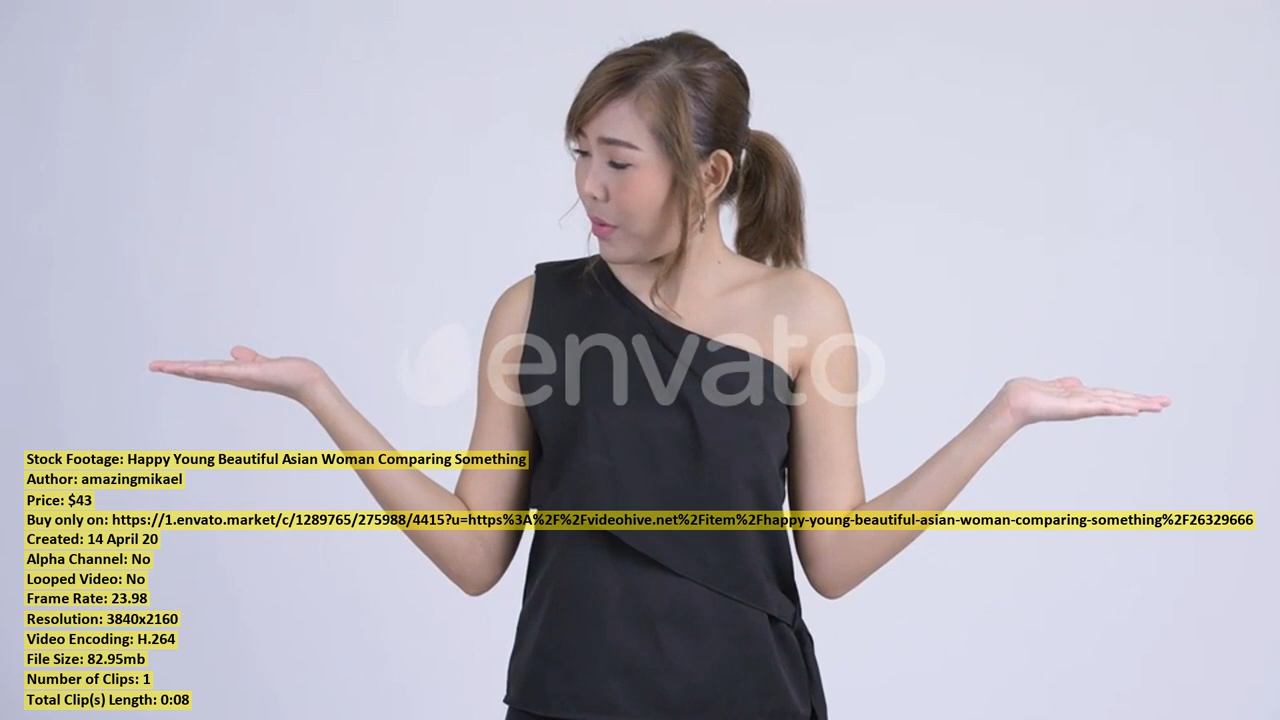 envato
Stock Footage: Happy Young Beautiful Asian Woman Comparing Something
Author: amazingmikael
Price: $43
Buy only on: https://1.envato.market/c/1289765/275988/4415?u=https%3A%2F%2Fvideohive.net%2Fitem%2Fhappy-young-beautiful-asian-woman-comparing-something%2F26329666
Created: 14 April 20
Alpha Channel: No
Looped Video: No
Frame Rate: 23.98
Resolution: 3840x2160
Video Encoding: H.264
File Size: 82.95mb
Number of Clips: 1
Total Clip(s) Length: 0:08